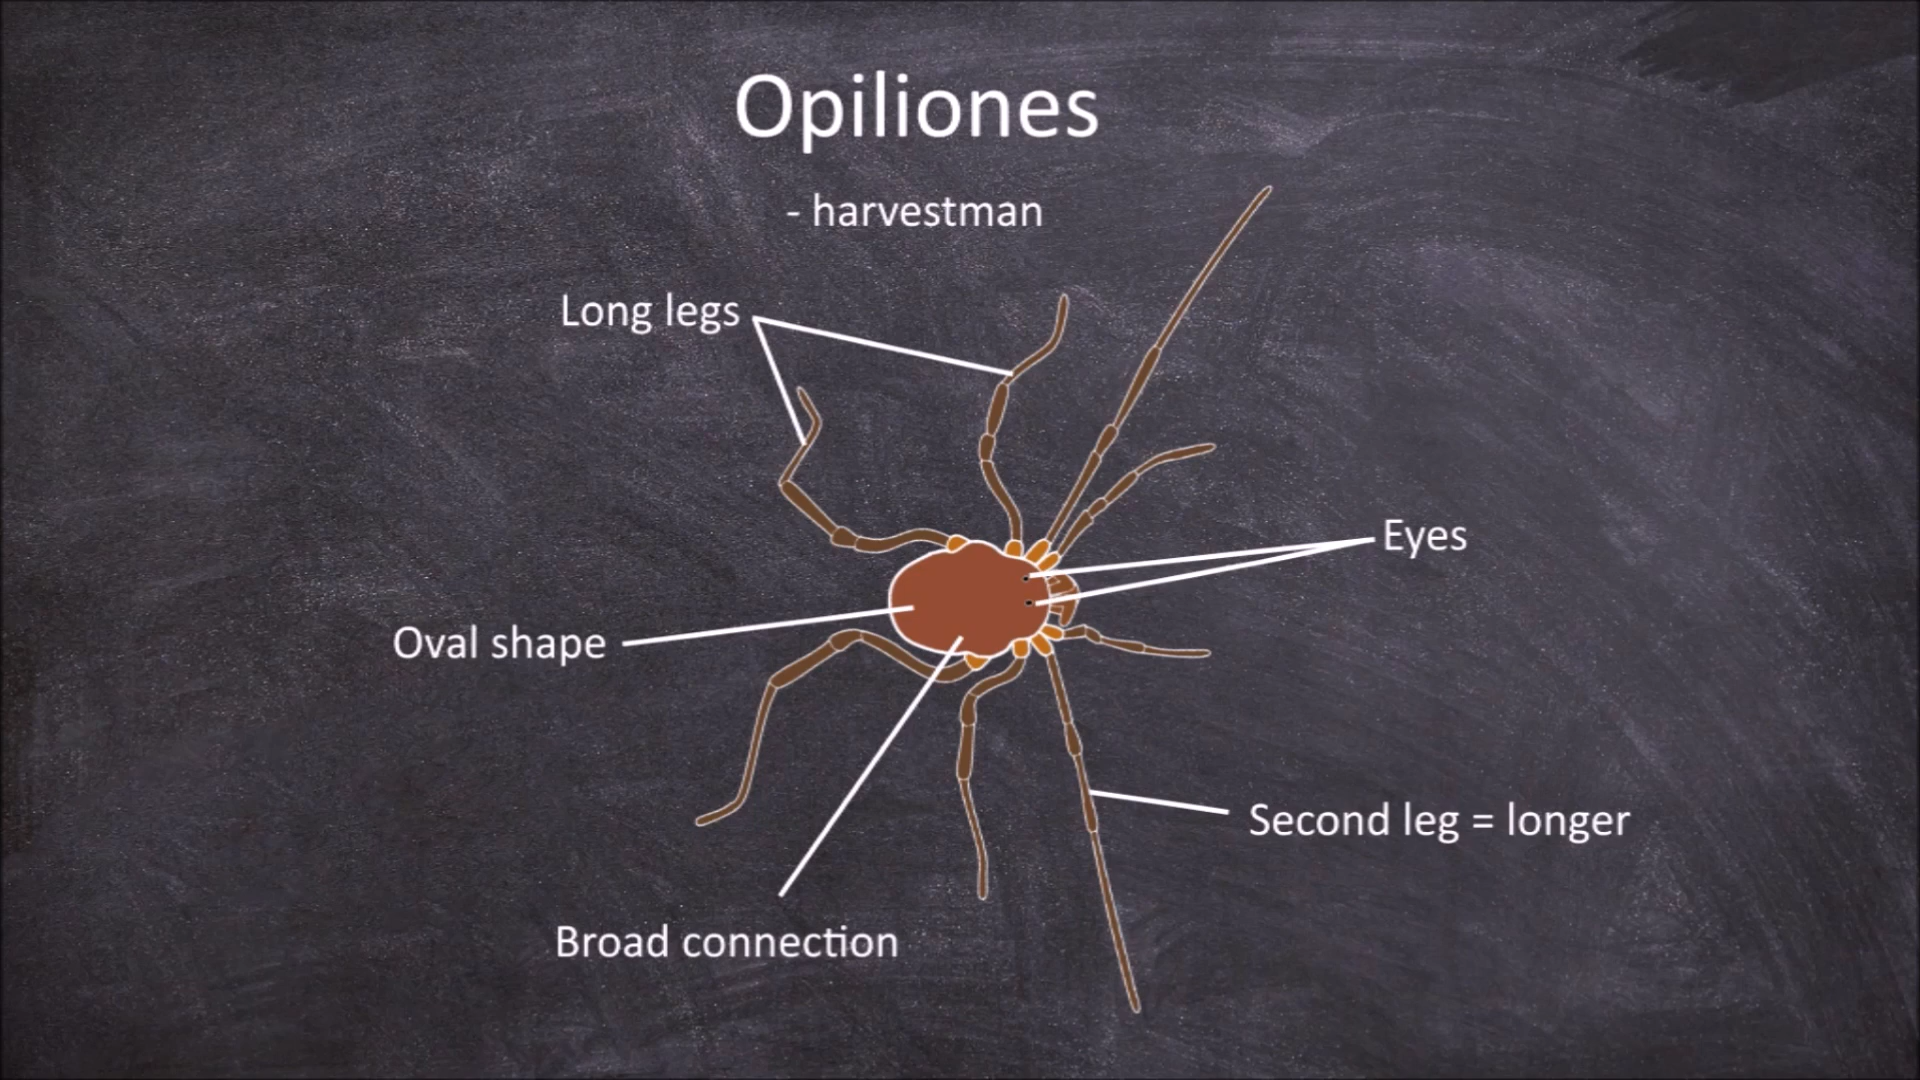 Opiliones
- harvestman
Long legs
Eyes
Oval shape
Second leg = longer
Broad connection